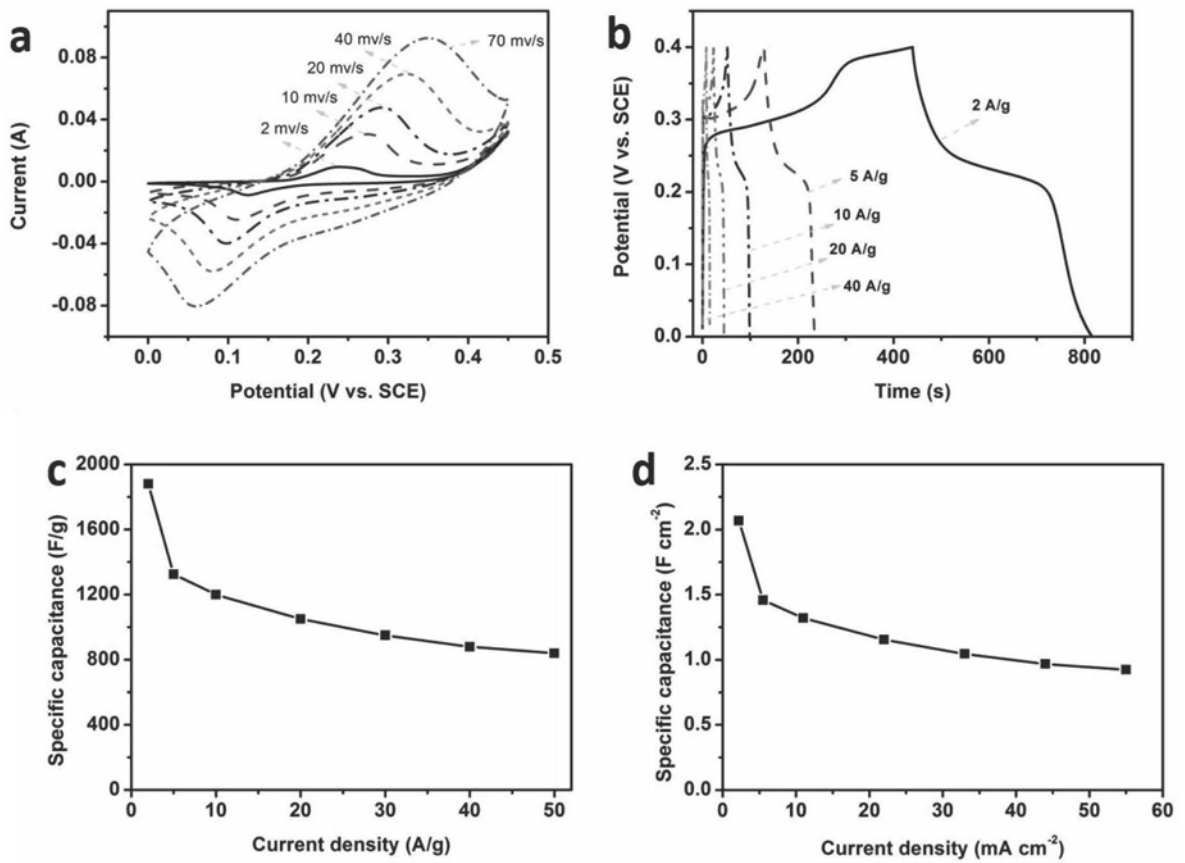 a
70 mv/s
40 mv/s
20 mv/s
10 mv/s
2 mv/s
0.08
0.04
0.00
-0.04
-0.08
Current (A)
0.0 0.1 0.2 0.3 0.4 0.5
Potential (V vs. SCE)
b
0.4
0.3
0.2
0.1
0.0
Potential (V vs. SCE)
2 A/g
5 A/g
10 A/g
20 A/g
40 A/g
0 200 400 600 800
Time (s)
c
2000
1600
1200
800
400
0
Specific capacitance (F/g)
0 10 20 30 40 50
Current density (A/g)
d
2.5
2.0
1.5
1.0
0.5
0.0
Specific capacitance (F cm⁻²)
0 10 20 30 40 50 60
Current density (mA cm⁻²)